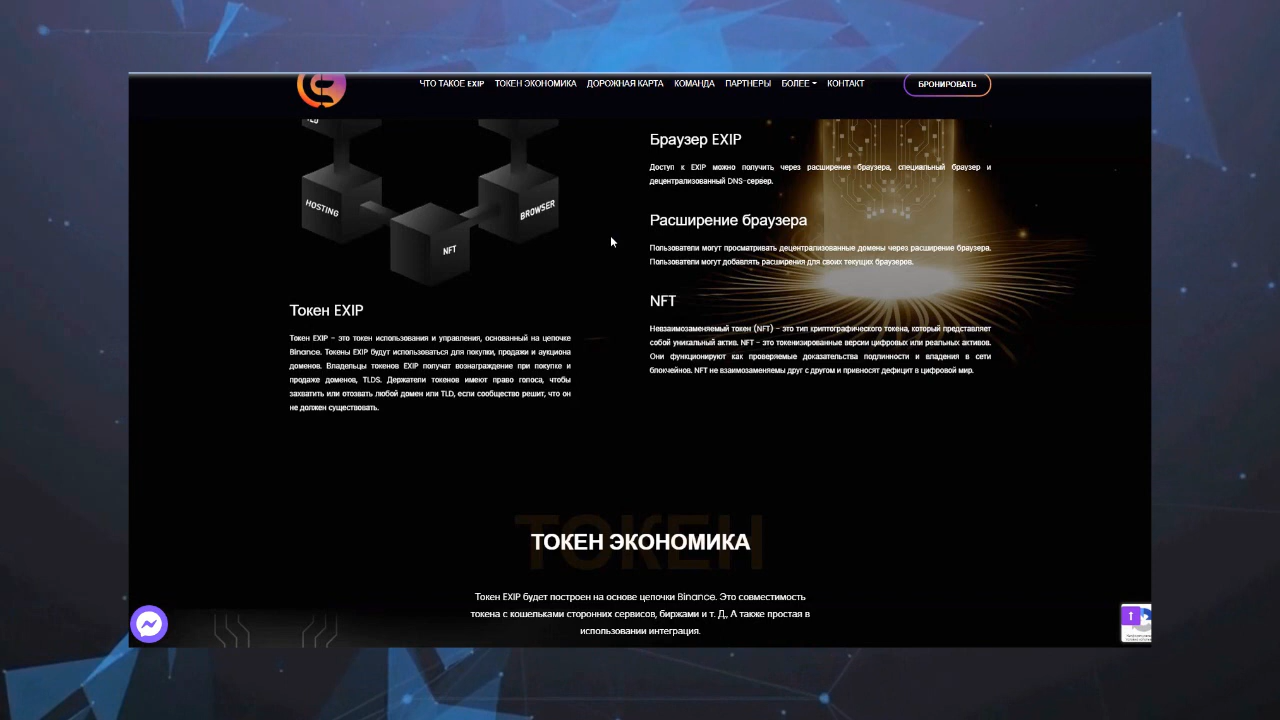 ЧТО ТАКОЕ EXIP ТОКЕН ЭКОНОМИКА ДОРОЖНАЯ КАРТА КОМАНДА ПАРТНЕРЫ БОЛЕЕ КОНТАКТ БРОНИРОВАТЬ
HOSTING
BROWSER
NFT
Токен EXIP
Токен EXIP – это токен использования и управления, основанный на цепочке
Binance. Токены EXIP будут использоваться для покупки, продажи и аукциона
доменов. Владельцы токенов EXIP получат вознаграждение при покупке и
продаже доменов, TLDS. Держатели токенов имеют право голоса, чтобы
захватить или отозвать любой домен или TLD, если сообщество решит, что он
не должен существовать.
Браузер EXIP
Доступ к EXIP можно получить через расширение браузера, специальный браузер и
децентрализованный DNS-сервер.
Расширение браузера
Пользователи могут просматривать децентрализованные домены через расширение браузера.
Пользователи могут добавлять расширения для своих текущих браузеров.
NFT
Невзаимозаменяемый токен (NFT) – это тип криптографического токена, который представляет
собой уникальный актив. NFT – это токенизированные версии цифровых или реальных активов.
Они функционируют как проверяемые доказательства подлинности и владения в сети
блокчейнов. NFT не взаимозаменяемы друг с другом и привносят дефицит в цифровой мир.
ТОКЕН
ТОКЕН ЭКОНОМИКА
Токен EXIP будет построен на основе цепочки Binance. Это совместимость
токена с кошельками сторонних сервисов, биржами и т. Д., А также простая в
использовании интеграция.